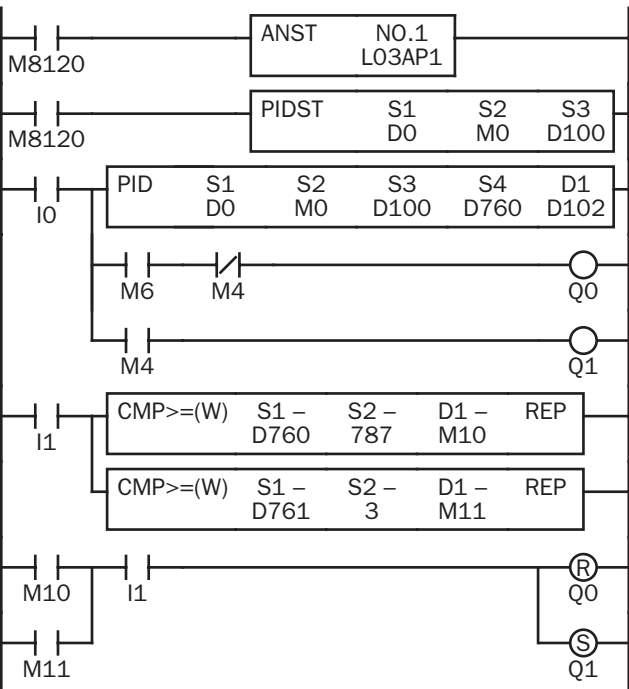 ANST NO.1
M8120 L03AP1
PIDST S1 S2 S3
M8120 D0 M0 D100
PID S1 S2 S3 S4 D1
I0 D0 M0 D100 D760 D102
M6 M4 Q0
M4 Q1
CMP>=(W) S1 – S2 – D1 – REP
I1 D760 787 M10
CMP>=(W) S1 – S2 – D1 – REP
D761 3 M11
R
M10 I1 Q0
S
M11 Q1